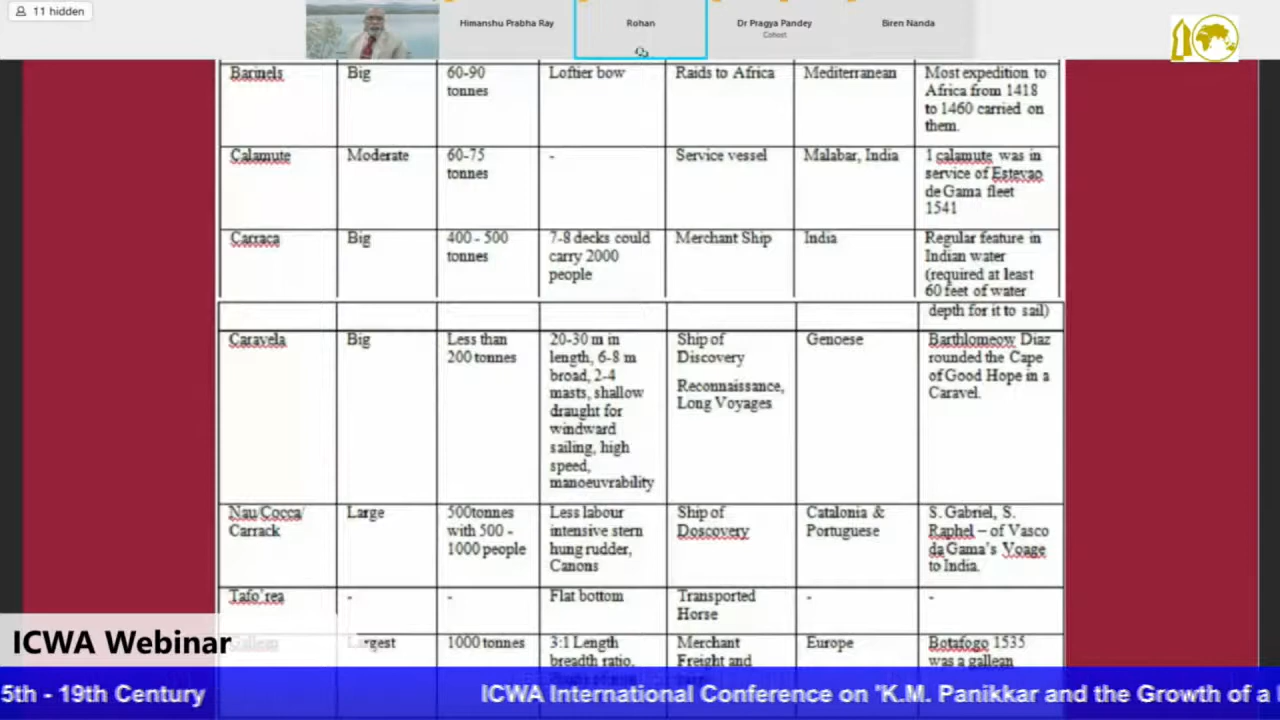 11 hidden
Himanshu Prabha Ray
Rohan
Dr Pragya Pandey
Cohost
Biren Nanda
Barinels Big 60-90 tonnes Loftier bow Raids to Africa Mediterranean Most expedition to Africa from 1418 to 1460 carried on them.
Calamute Moderate 60-75 tonnes - Service vessel Malabar, India 1 calamute was in service of Estevao de Gama fleet 1541
Carraca Big 400 - 500 tonnes 7-8 decks could carry 2000 people Merchant Ship India Regular feature in Indian water (required at least 60 feet of water depth for it to sail)
Caravela Big Less than 200 tonnes 20-30 m in length, 6-8 m broad, 2-4 masts, shallow draught for windward sailing, high speed, manoeuvrability Ship of Discovery Reconnaissance, Long Voyages Genoese Barthlomeow Diaz rounded the Cape of Good Hope in a Caravel.
Nau/Cocca/ Carrack Large 500tonnes with 500 - 1000 people Less labour intensive stern hung rudder, Canons Ship of Doscovery Catalonia & Portuguese S. Gabriel, S. Raphel – of Vasco da Gama's Voage to India.
Tafo'rea - - Flat bottom Transported Horse - -
Largest 1000 tonnes 3:1 Length breadth ratio, Merchant Freight and Europe Botafogo 1535 was a gallean
ICWA Webinar
5th - 19th Century
ICWA International Conference on 'K.M. Panikkar and the Growth of a